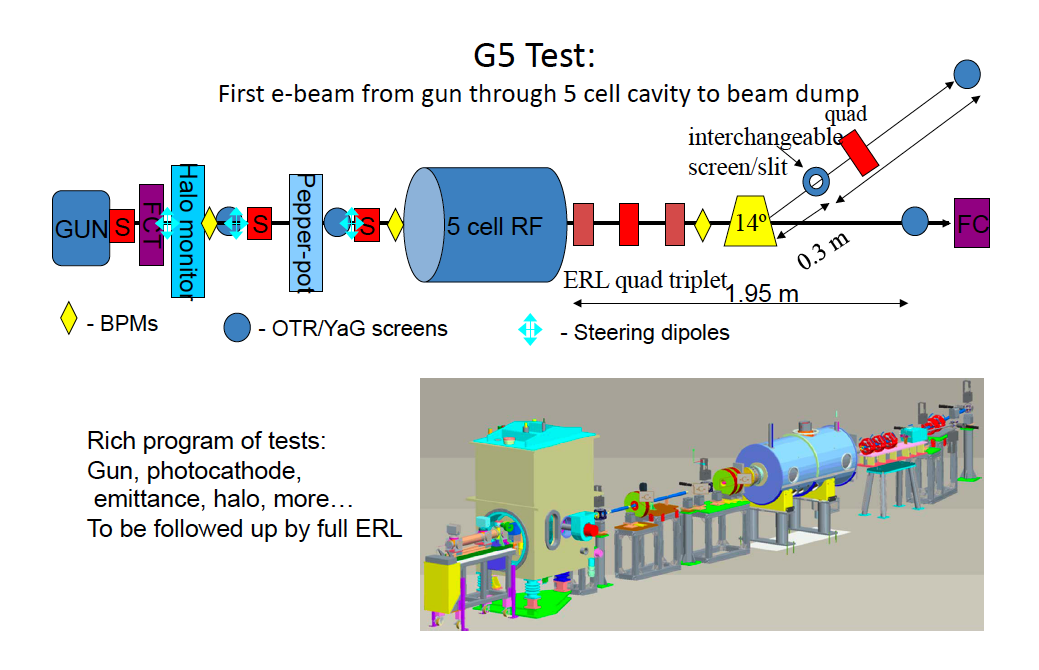 G5 Test:
First e-beam from gun through 5 cell cavity to beam dump
quad
interchangeable
screen/slit
GUN
S
FCT
Halo monitor
S
Pepper-pot
S
5 cell RF
14º
FC
0.3 m
ERL quad triplet
1.95 m
- BPMs
- OTR/YaG screens
- Steering dipoles
Rich program of tests:
Gun, photocathode,
emittance, halo, more…
To be followed up by full ERL